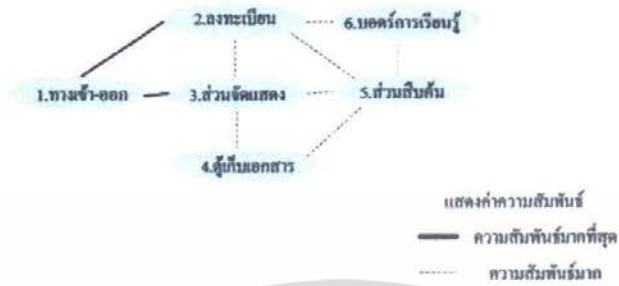 2.ลงทะเบียน
6.บอดร์การเรียนรู้
1.ทางเข้า-ออก
3.ส่วนจัดแสดง
5.ส่วนสืบค้น
4.ตู้เก็บเอกสาร
แสดงค่าความสัมพันธ์
ความสัมพันธ์มากที่สุด
ความสัมพันธ์มาก